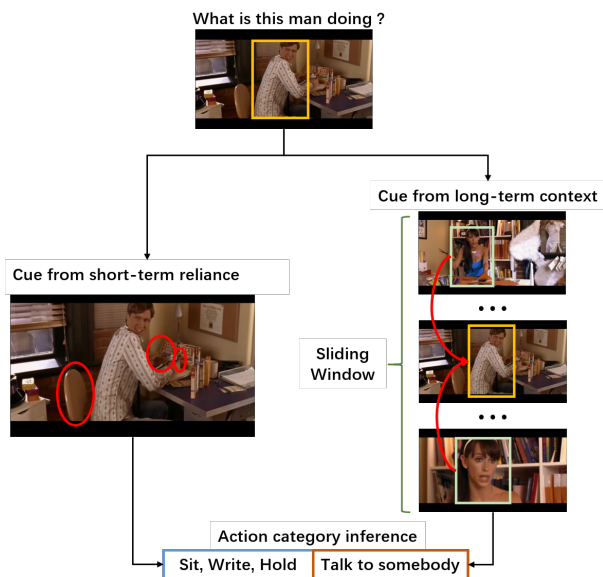 What is this man doing ?
Cue from long-term context
Cue from short-term reliance
• • •
Sliding
Window
• • •
Action category inference
Sit, Write, Hold
Talk to somebody